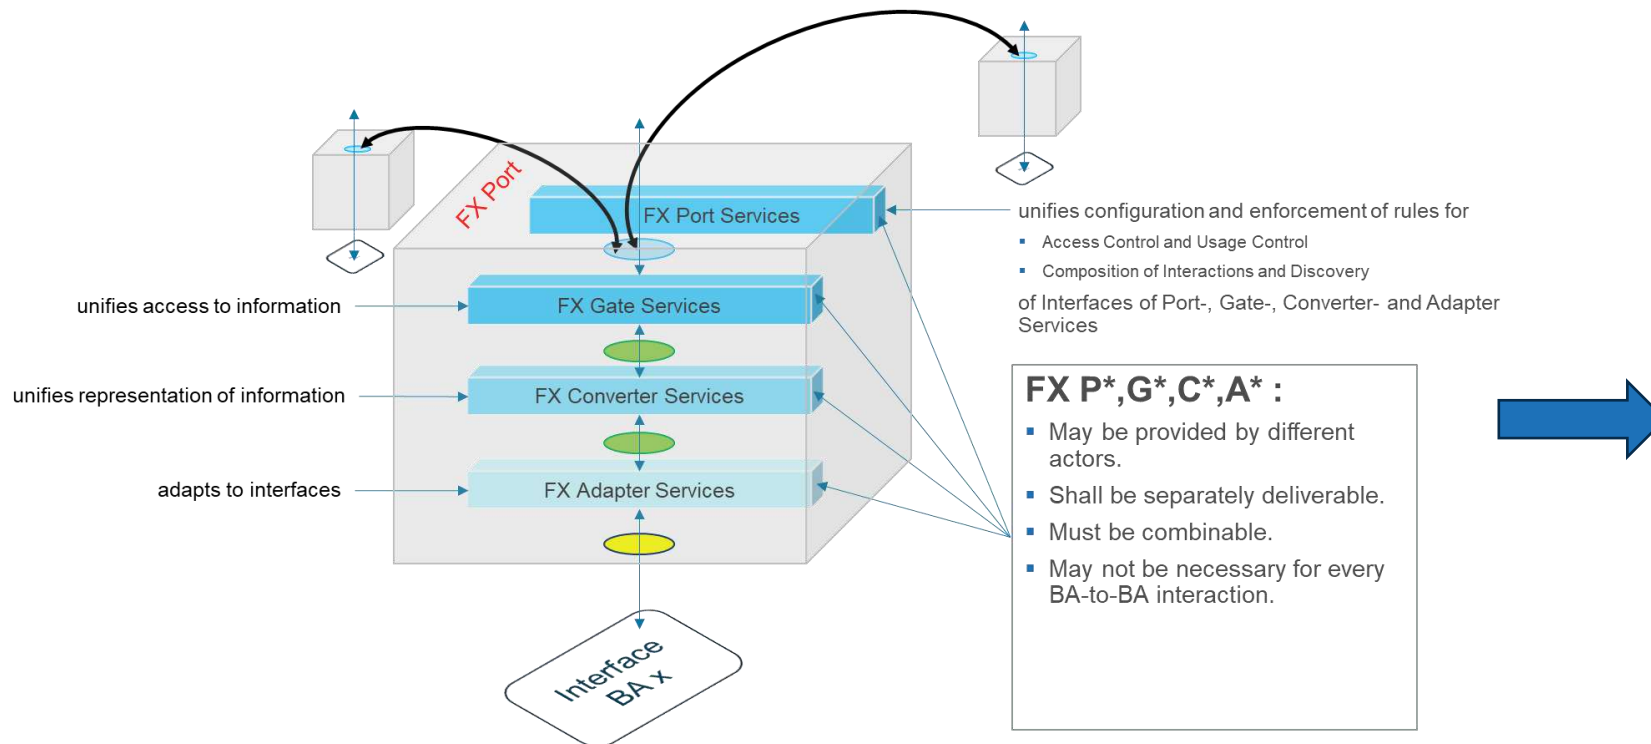 FX Port
FX Port Services
unifies configuration and enforcement of rules for
Access Control and Usage Control
Composition of Interactions and Discovery
of Interfaces of Port-, Gate-, Converter- and Adapter
Services
unifies access to information
FX Gate Services
unifies representation of information
FX Converter Services
adapts to interfaces
FX Adapter Services
Interface
BA x
FX P*,G*,C*,A* :
May be provided by different
actors.
Shall be separately deliverable.
Must be combinable.
May not be necessary for every
BA-to-BA interaction.